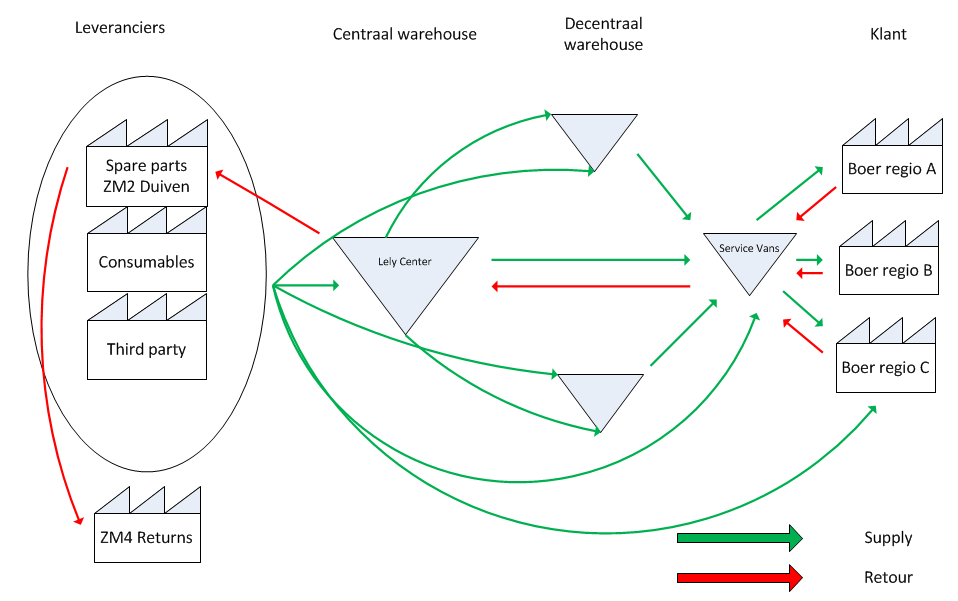 Leveranciers
Centraal warehouse
Decentraal
warehouse
Klant
Spare parts
ZM2 Duiven
Consumables
Third party
ZM4 Returns
Lely Center
Service Vans
Boer regio A
Boer regio B
Boer regio C
Supply
Retour